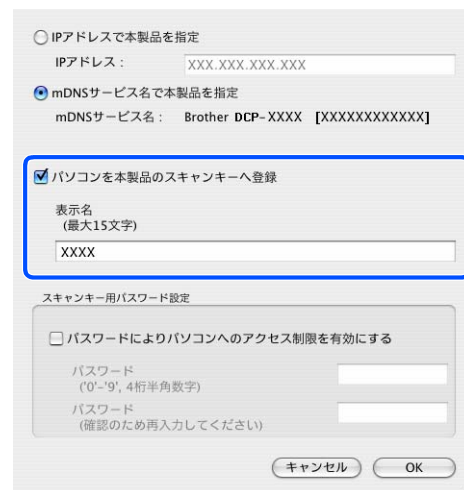 IPアドレスで本製品を指定
IPアドレス： XXX.XXX.XXX.XXX
mDNSサービス名で本製品を指定
mDNSサービス名： Brother DCP-XXXX [XXXXXXXXXXXX]
パソコンを本製品のスキャンキーへ登録
表示名
(最大15文字)
XXXX
スキャンキー用パスワード設定
パスワードによりパソコンへのアクセス制限を有効にする
パスワード
('0'-'9', 4桁半角数字)
パスワード
(確認のため再入力してください)
キャンセル OK